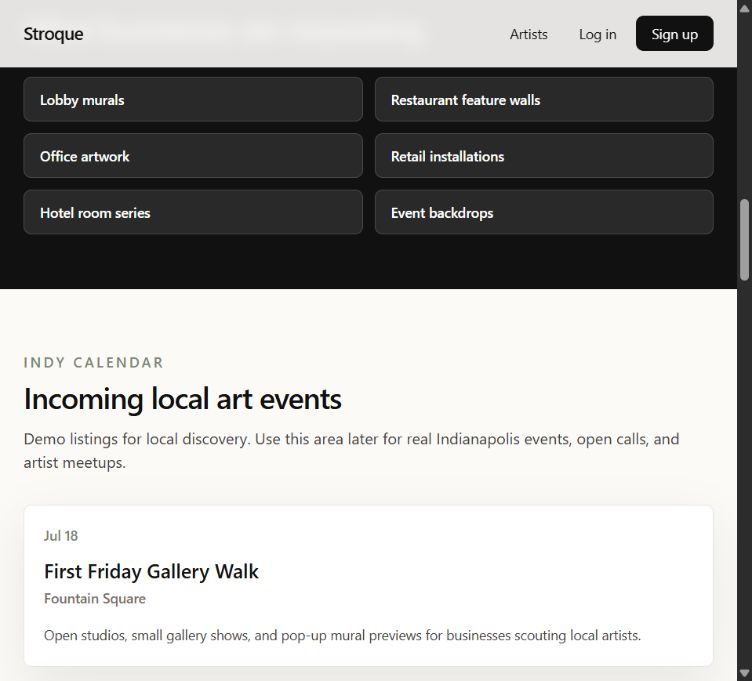 Stroque
Artists
Log in
Sign up
Lobby murals
Restaurant feature walls
Office artwork
Retail installations
Hotel room series
Event backdrops
INDY CALENDAR
Incoming local art events
Demo listings for local discovery. Use this area later for real Indianapolis events, open calls, and
artist meetups.
Jul 18
First Friday Gallery Walk
Fountain Square
Open studios, small gallery shows, and pop-up mural previews for businesses scouting local artists.